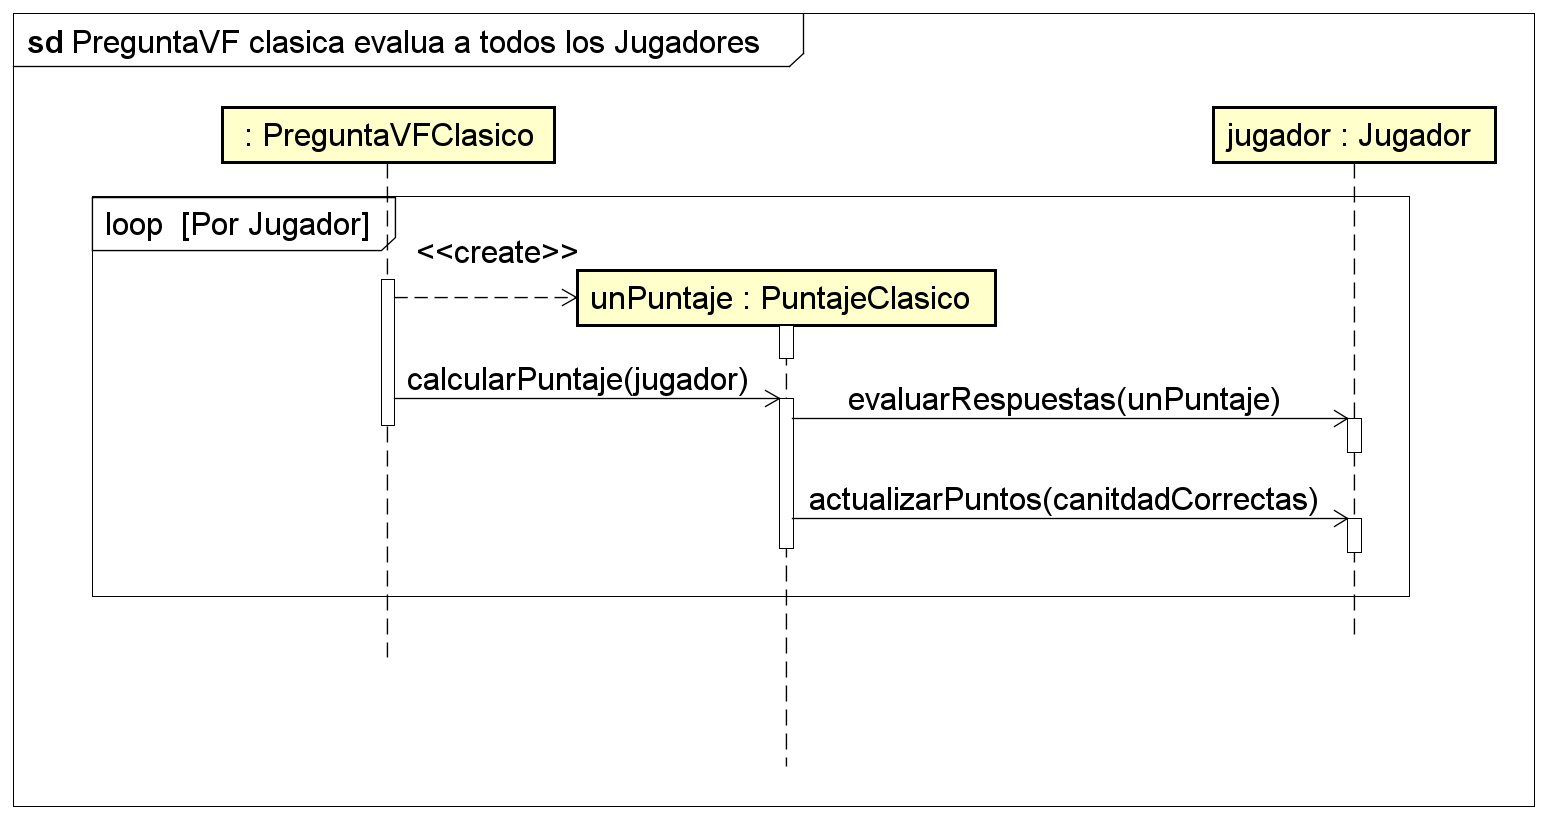 sd PreguntaVF clasica evalua a todos los Jugadores
: PreguntaVFClasico
jugador : Jugador
loop [Por Jugador]
<<create>>
unPuntaje : PuntajeClasico
calcularPuntaje(jugador)
evaluarRespuestas(unPuntaje)
actualizarPuntos(canitdadCorrectas)